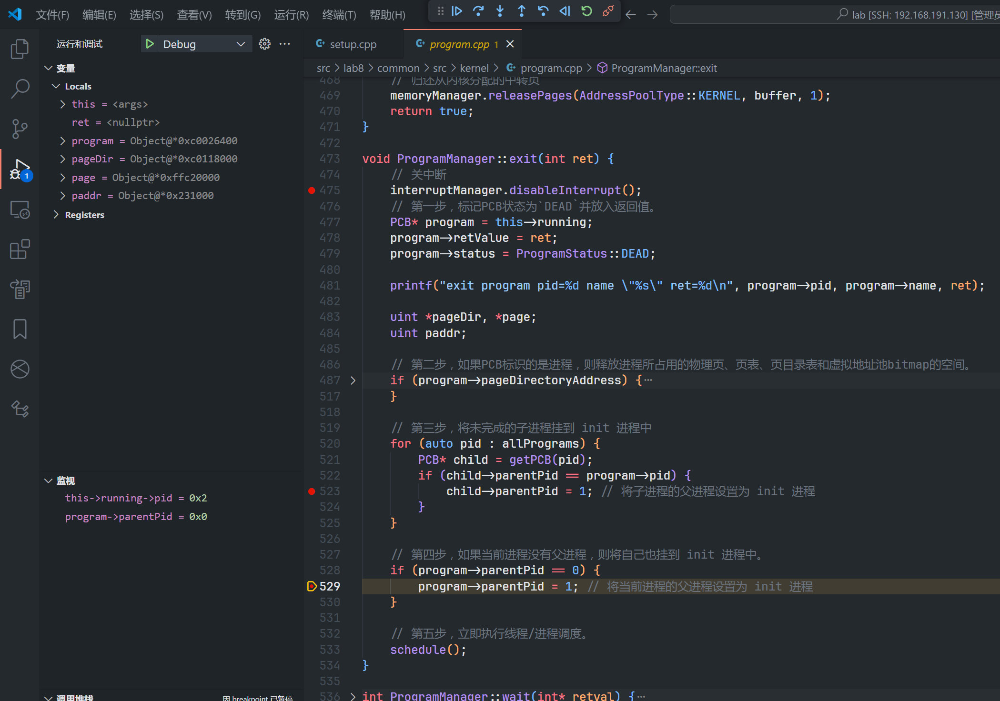 文件(F) 编辑(E) 选择(S) 查看(V) 转到(G) 运行(R) 终端(T) 帮助(H)
lab [SSH: 192.168.191.130] [管理员
运行和调试 Debug
setup.cpp
program.cpp 1
src > lab8 > common > src > kernel > program.cpp > ProgramManager::exit
变量
Locals
this = <args>
ret = <nullptr>
program = Object@*0xc0026400
pageDir = Object@*0xc0118000
page = Object@*0xffc20000
paddr = Object@*0x231000
Registers
1
监视
this->running->pid = 0x2
program->parentPid = 0x0
调用堆栈 因 breakpoint 已暂停
468 // 归还从内核分配的中转页
469 memoryManager.releasePages(AddressPoolType::KERNEL, buffer, 1);
470 return true;
471 }
472
473 void ProgramManager::exit(int ret) {
474 // 关中断
475 interruptManager.disableInterrupt();
476 // 第一步，标记PCB状态为`DEAD`并放入返回值。
477 PCB* program = this->running;
478 program->retValue = ret;
479 program->status = ProgramStatus::DEAD;
480
481 printf("exit program pid=%d name \"%s\" ret=%d\n", program->pid, program->name, ret);
482
483 uint *pageDir, *page;
484 uint paddr;
485
486 // 第二步，如果PCB标识的是进程，则释放进程所占用的物理页、页表、页目录表和虚拟地址池bitmap的空间。
487 if (program->pageDirectoryAddress) {…
517 }
518
519 // 第三步，将未完成的子进程挂到 init 进程中
520 for (auto pid : allPrograms) {
521 PCB* child = getPCB(pid);
522 if (child->parentPid == program->pid) {
523 child->parentPid = 1; // 将子进程的父进程设置为 init 进程
524 }
525 }
526
527 // 第四步，如果当前进程没有父进程，则将自己也挂到 init 进程中。
528 if (program->parentPid == 0) {
529 program->parentPid = 1; // 将当前进程的父进程设置为 init 进程
530 }
531
532 // 第五步，立即执行线程/进程调度。
533 schedule();
534 }
535
536 int ProgramManager::wait(int* retval) {…